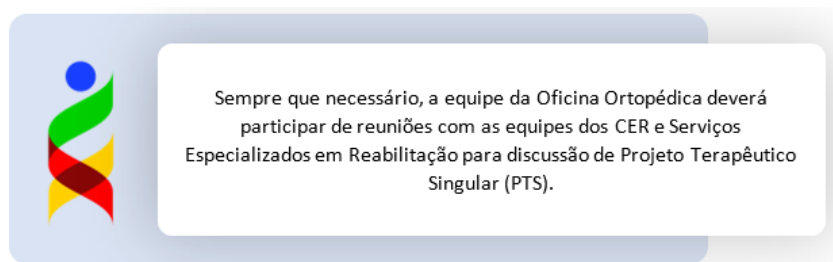 Sempre que necessário, a equipe da Oficina Ortopédica deverá
participar de reuniões com as equipes dos CER e Serviços
Especializados em Reabilitação para discussão de Projeto Terapêutico
Singular (PTS).